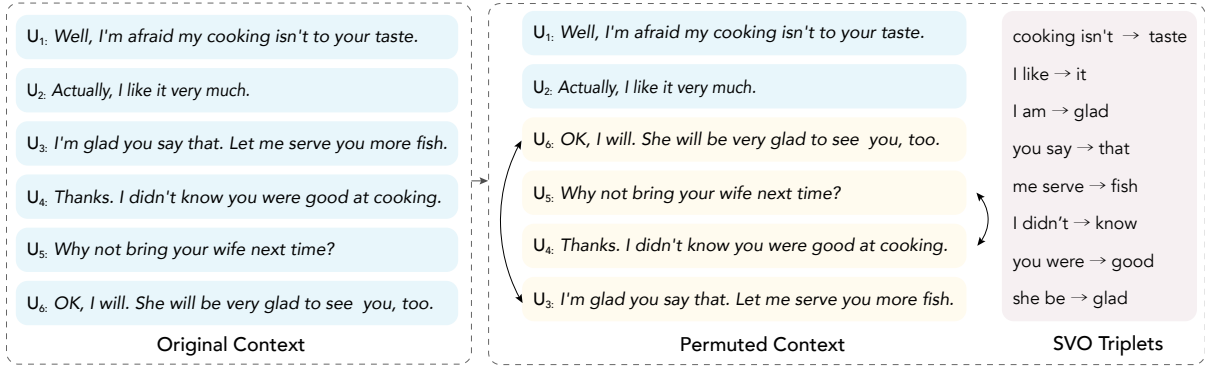 U1: Well, I'm afraid my cooking isn't to your taste.
U2: Actually, I like it very much.
U3: I'm glad you say that. Let me serve you more fish.
U4: Thanks. I didn't know you were good at cooking.
U5: Why not bring your wife next time?
U6: OK, I will. She will be very glad to see you, too.
Original Context
U1: Well, I'm afraid my cooking isn't to your taste.
U2: Actually, I like it very much.
U6: OK, I will. She will be very glad to see you, too.
U5: Why not bring your wife next time?
U4: Thanks. I didn't know you were good at cooking.
U3: I'm glad you say that. Let me serve you more fish.
Permuted Context
cooking isn't → taste
I like → it
I am → glad
you say → that
me serve → fish
I didn't → know
you were → good
she be → glad
SVO Triplets